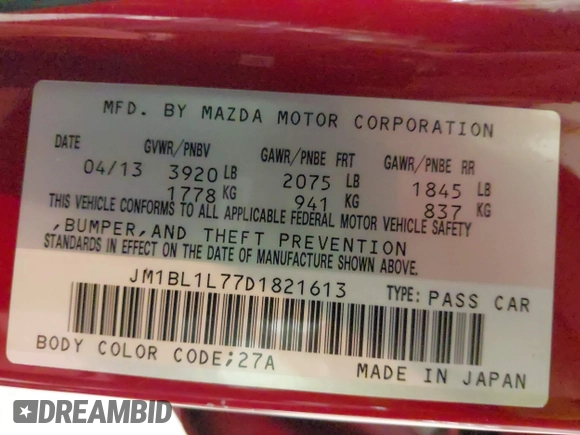 MFD. BY MAZDA MOTOR CORPORATION
DATE GVWR/PNBV GAWR/PNBE FRT GAWR/PNBE RR
04/13 3920 LB 2075 LB 1845 LB
1778 KG 941 KG 837 KG
THIS VEHICLE CONFORMS TO ALL APPLICABLE FEDERAL MOTOR VEHICLE SAFETY
,BUMPER,AND THEFT PREVENTION
STANDARDS IN EFFECT ON THE DATE OF MANUFACTURE SHOWN ABOVE.
JM1BL1L77D1821613 TYPE: PASS CAR
BODY COLOR CODE;27A MADE IN JAPAN
DREAMBID